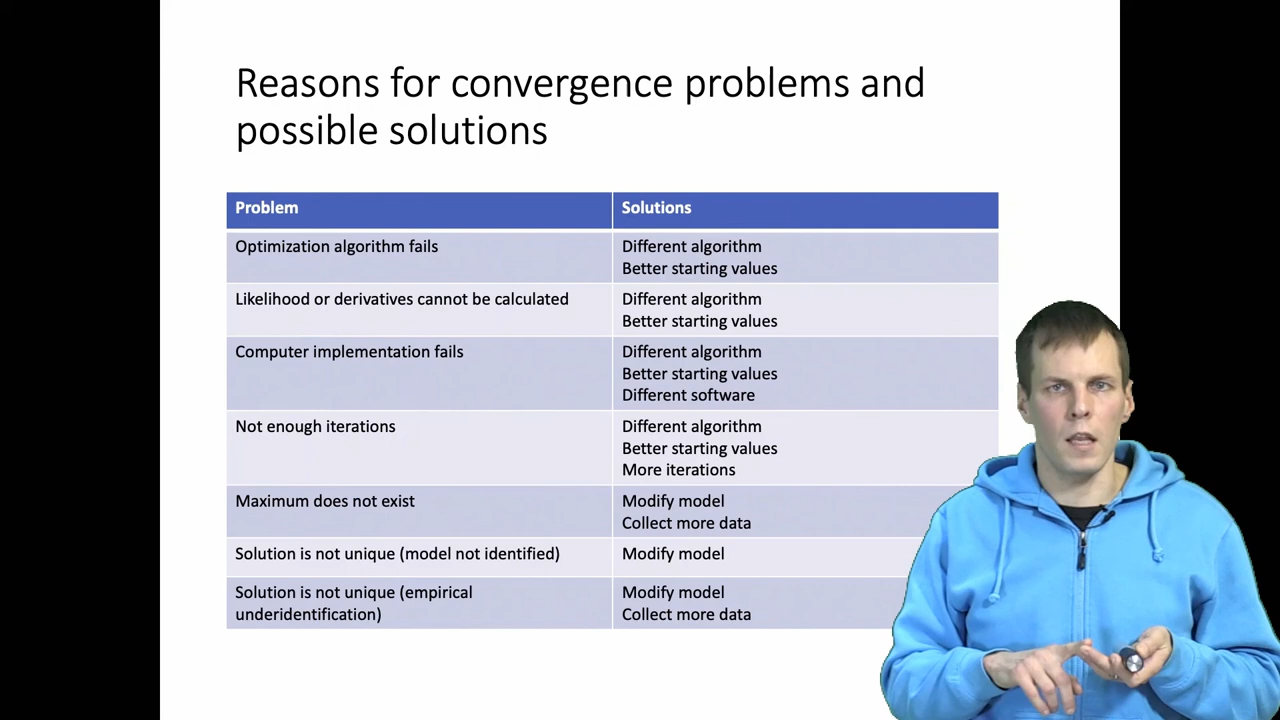 Reasons for convergence problems and
possible solutions
Problem
Solutions
Optimization algorithm fails
Different algorithm
Better starting values
Likelihood or derivatives cannot be calculated
Different algorithm
Better starting values
Computer implementation fails
Different algorithm
Better starting values
Different software
Not enough iterations
Different algorithm
Better starting values
More iterations
Maximum does not exist
Modify model
Collect more data
Solution is not unique (model not identified)
Modify model
Solution is not unique (empirical
underidentification)
Modify model
Collect more data